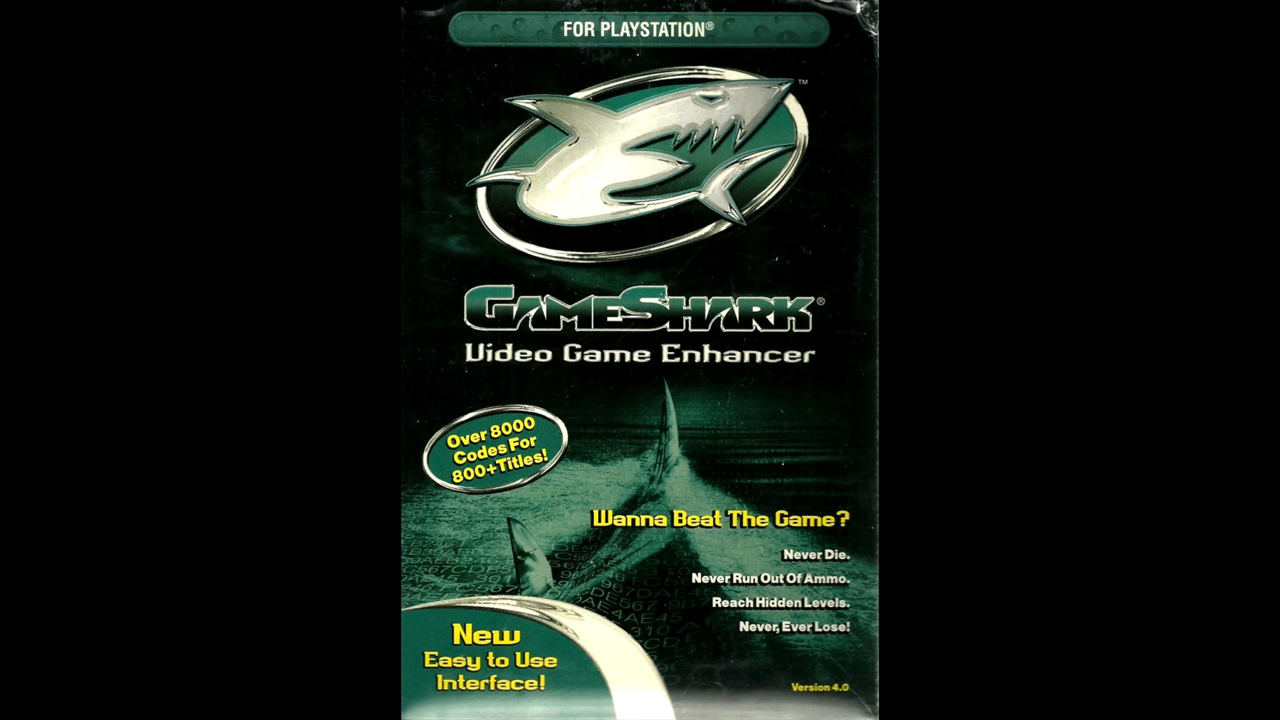 FOR PLAYSTATION®
™
GAMESHARK®
Video Game Enhancer
Over 8000
Codes For
800+Titles!
Wanna Beat The Game?
Never Die.
Never Run Out Of Ammo.
Reach Hidden Levels.
Never, Ever Lose!
New
Easy to Use
Interface!
Version 4.0